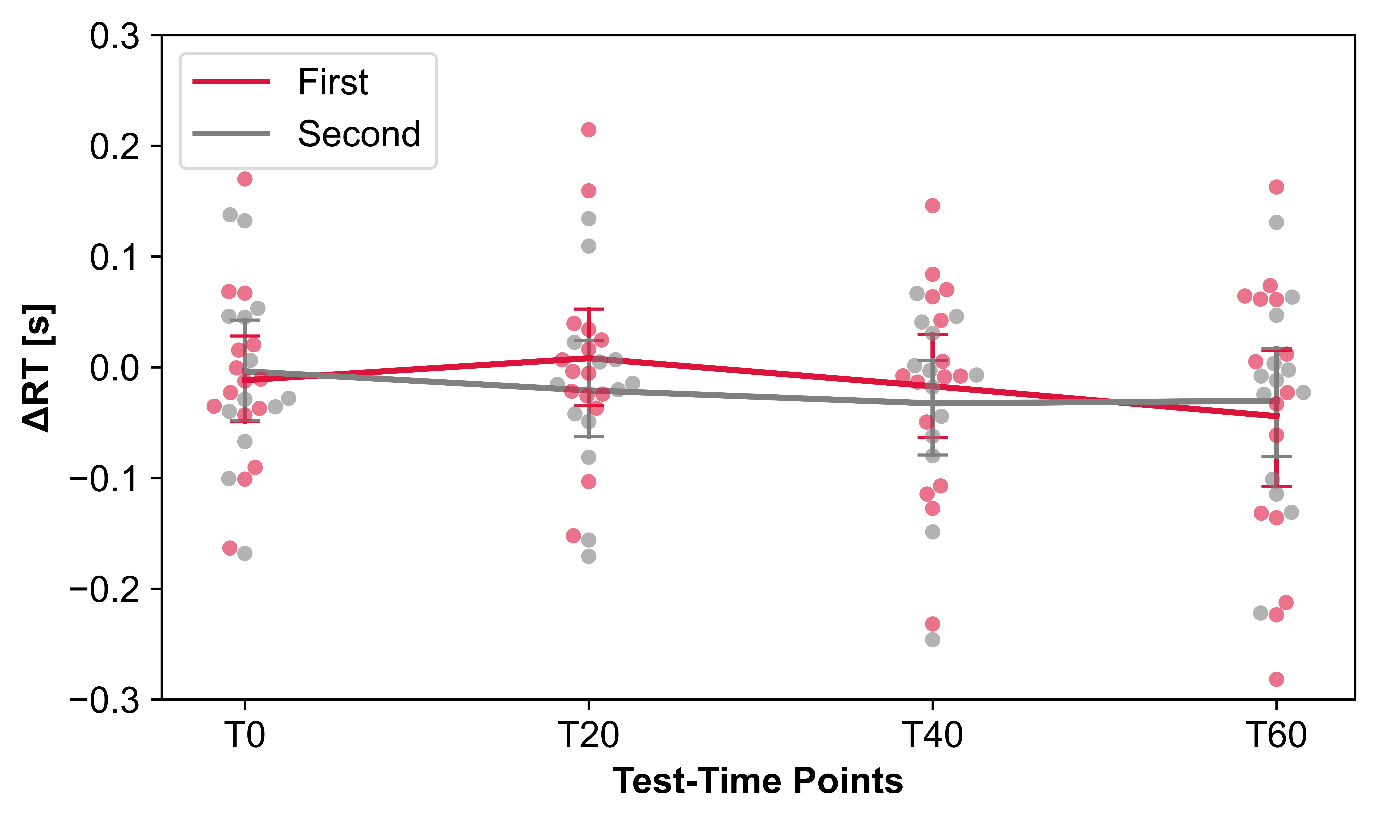 0.3
0.2
0.1
0.0
−0.1
−0.2
−0.3
ΔRT [s]
First
Second
T0
T20
T40
T60
Test-Time Points